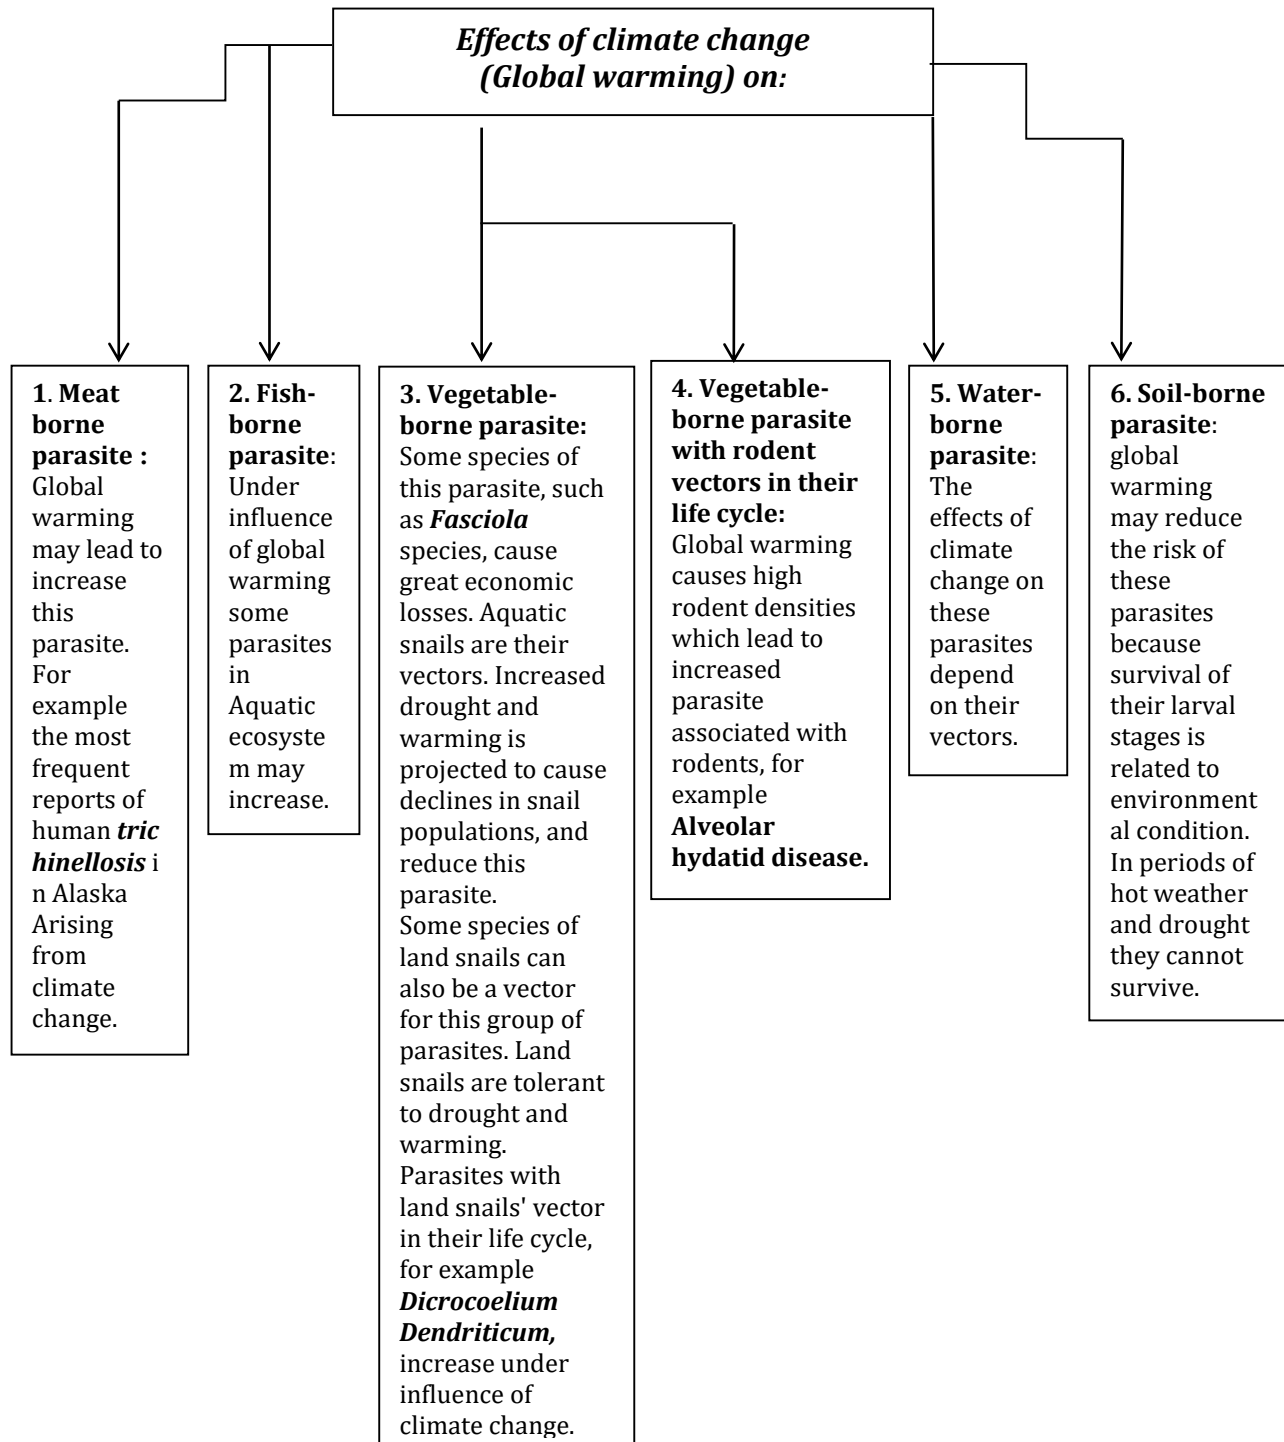 Effects of climate change
(Global warming) on:
1. Meat
borne
parasite :
Global
warming
may lead to
increase
this
parasite.
For
example
the most
frequent
reports of
human tric
hinellosis i
n Alaska
Arising
from
climate
change.
2. Fish-
borne
parasite:
Under
influence
of global
warming
some
parasites
in
Aquatic
ecosyste
m may
increase.
3. Vegetable-
borne parasite:
Some species of
this parasite, such
as Fasciola
species, cause
great economic
losses. Aquatic
snails are their
vectors. Increased
drought and
warming is
projected to cause
declines in snail
populations, and
reduce this
parasite.
Some species of
land snails can
also be a vector
for this group of
parasites. Land
snails are tolerant
to drought and
warming.
Parasites with
land snails' vector
in their life cycle,
for example
Dicrocoelium
Dendriticum,
increase under
influence of
climate change.
4. Vegetable-
borne parasite
with rodent
vectors in their
life cycle:
Global warming
causes high
rodent densities
which lead to
increased
parasite
associated with
rodents, for
example
Alveolar
hydatid disease.
5. Water-
borne
parasite:
The
effects of
climate
change on
these
parasites
depend
on their
vectors.
6. Soil-borne
parasite:
global
warming
may reduce
the risk of
these
parasites
because
survival of
their larval
stages is
related to
environment
al condition.
In periods of
hot weather
and drought
they cannot
survive.